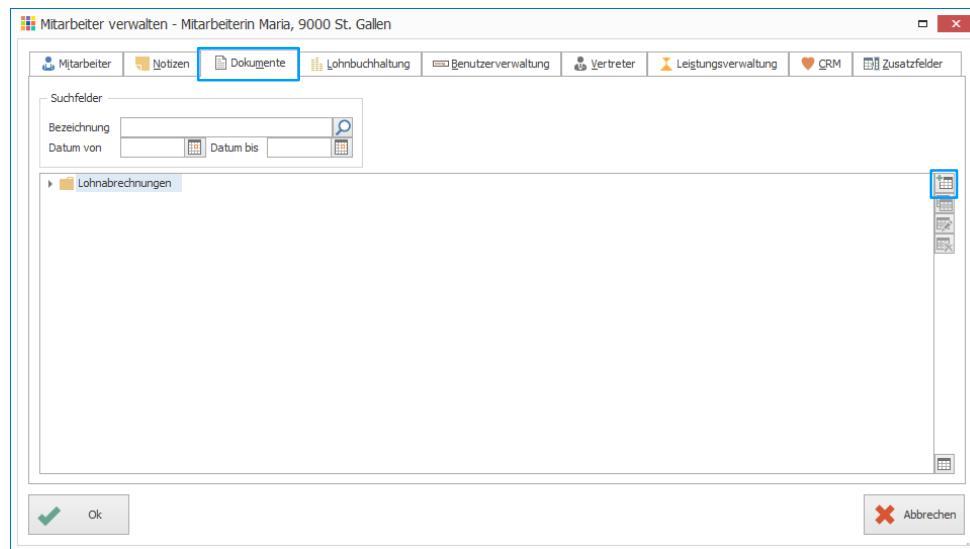 Mitarbeiter verwalten - Mitarbeiterin Maria, 9000 St. Gallen
Mitarbeiter Notizen Dokumente Lohnbuchhaltung Benutzerverwaltung Vertreter Leistungsverwaltung CRM Zusatzfelder
Suchfelder
Bezeichnung
Datum von Datum bis
Lohnabrechnungen
Ok Abbrechen